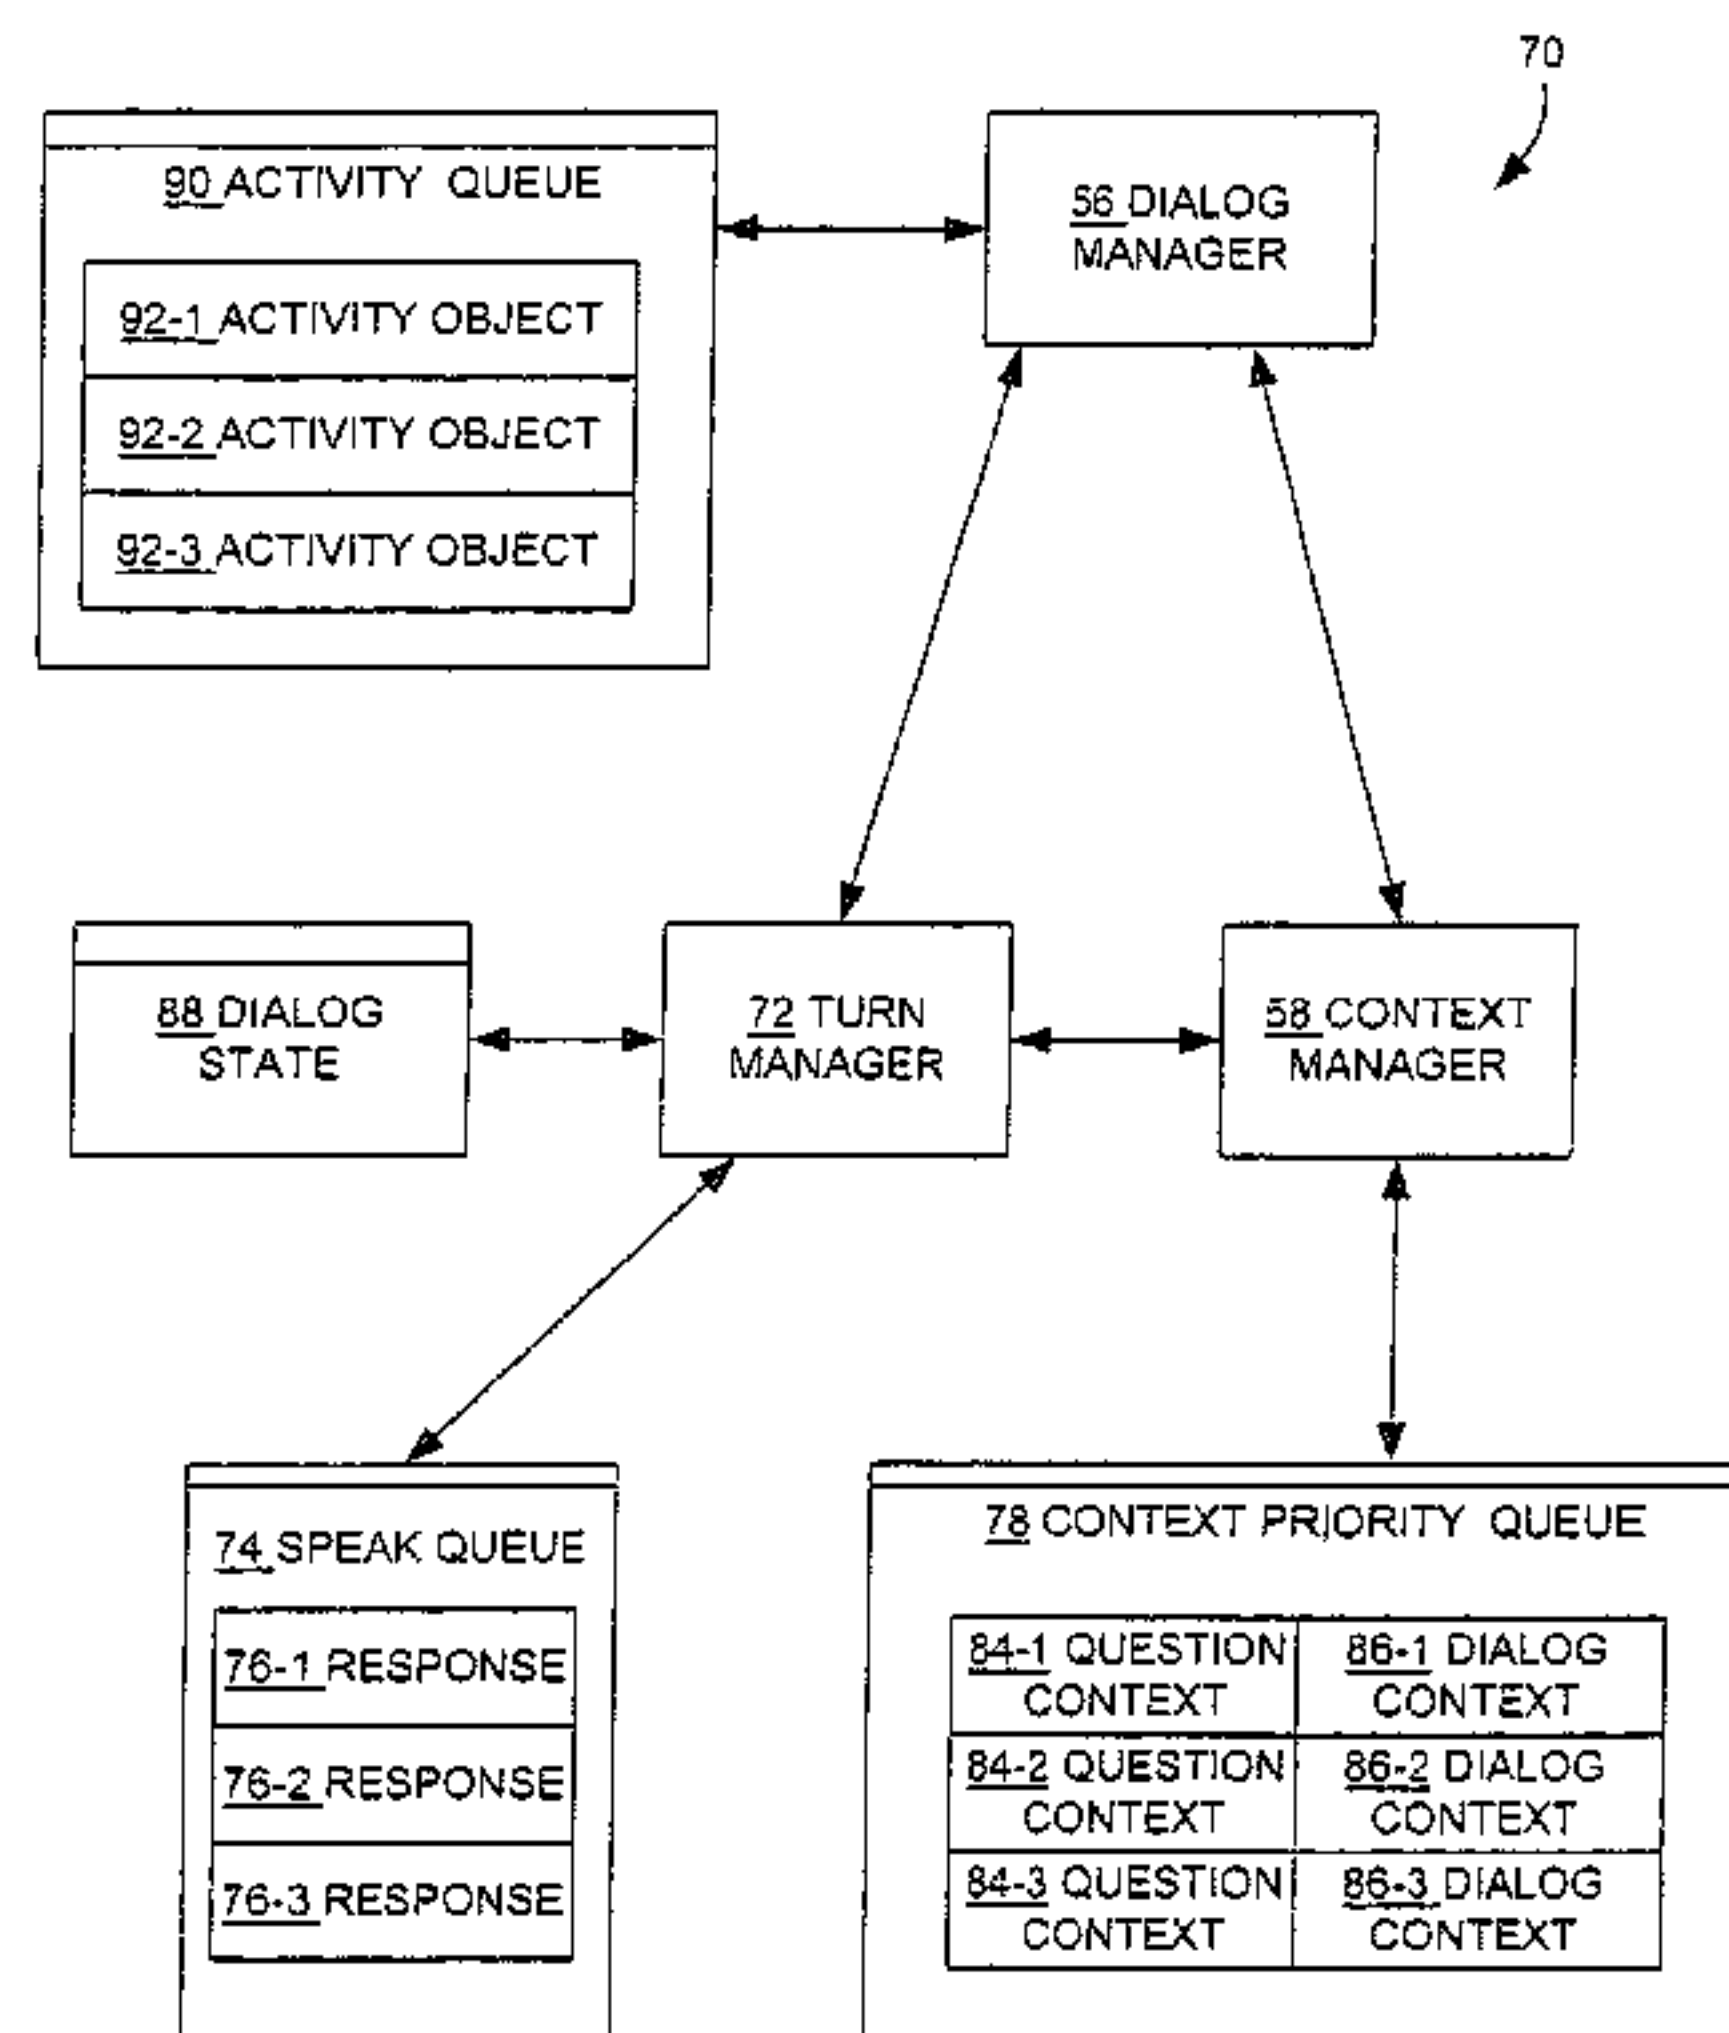 70
90 ACTIVITY QUEUE
92-1 ACTIVITY OBJECT
92-2 ACTIVITY OBJECT
92-3 ACTIVITY OBJECT
56 DIALOG
MANAGER
88 DIALOG
STATE
72 TURN
MANAGER
58 CONTEXT
MANAGER
74 SPEAK QUEUE
76-1 RESPONSE
76-2 RESPONSE
76-3 RESPONSE
78 CONTEXT PRIORITY QUEUE
84-1 QUESTION
CONTEXT
86-1 DIALOG
CONTEXT
84-2 QUESTION
CONTEXT
86-2 DIALOG
CONTEXT
84-3 QUESTION
CONTEXT
86-3 DIALOG
CONTEXT